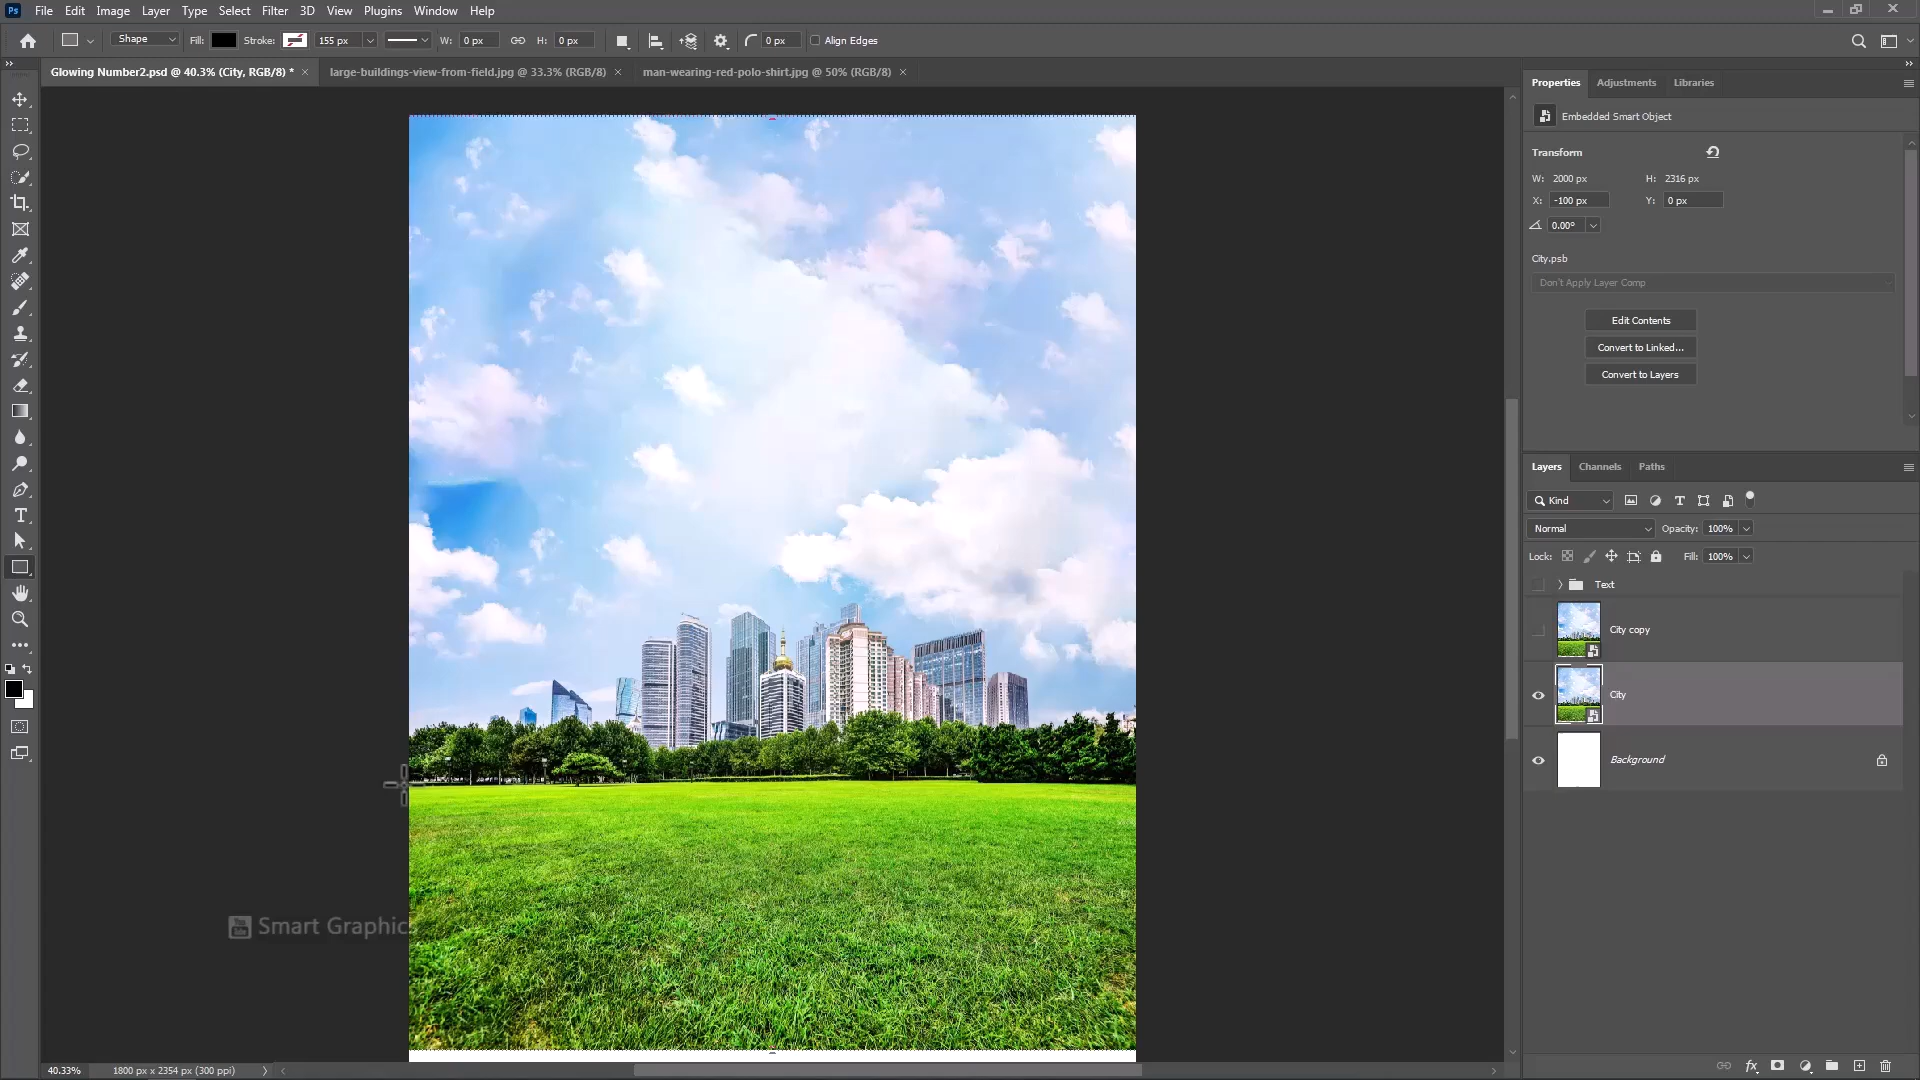 Ps File Edit Image Layer Type Select Filter 3D View Plugins Window Help
Shape Fill: Stroke: 155 px W: 0 px H: 0 px 0 px Align Edges
Glowing Number2.psd @ 40.3% (City, RGB/8) * × large-buildings-view-from-field.jpg @ 33.3% (RGB/8) × man-wearing-red-polo-shirt.jpg @ 50% (RGB/8) ×
Properties Adjustments Libraries
Embedded Smart Object
Transform
W: 2000 px H: 2316 px
X: -100 px Y: 0 px
0.00°
City.psb
Don't Apply Layer Comp
Edit Contents
Convert to Linked...
Convert to Layers
Layers Channels Paths
Kind
Normal Opacity: 100%
Lock: Fill: 100%
Text
City copy
City
Background
You Tube Smart Graphics
40.33% 1800 px x 2354 px (300 ppi)